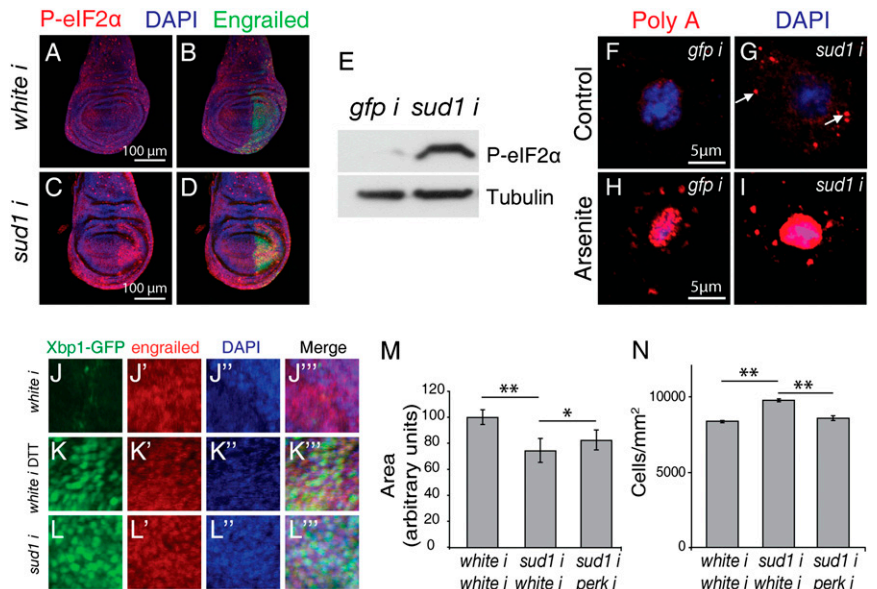 P-eIF2α DAPI Engrailed
white i
A
100 μm
B
sud1 i
C
100 μm
D
E
gfp i sud1 i
P-eIF2α
Tubulin
Poly A DAPI
Control
F gfp i
5μm
G sud1 i
Arsenite
H gfp i
5μm
I sud1 i
Xbp1-GFP engrailed DAPI Merge
white i
J J' J'' J'''
white i DTT
K K' K'' K'''
sud1 i
L L' L'' L'''
M
Area
(arbitrary units)
120
100
80
60
40
20
0
**
*
white i sud1 i sud1 i
white i white i perk i
N
Cells/mm²
10000
5000
0
**
**
white i sud1 i sud1 i
white i white i perk i